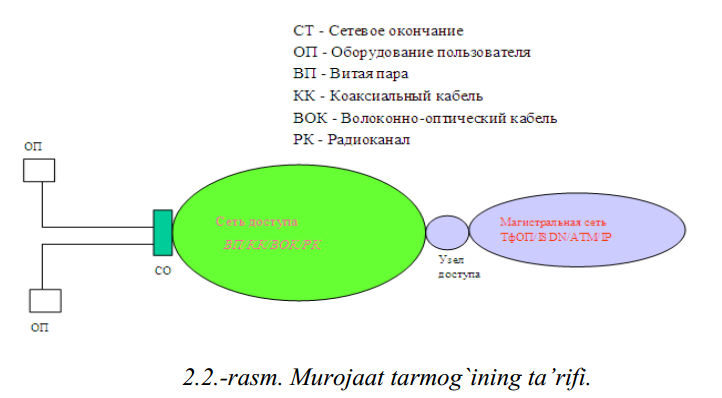 СТ - Сетевое окончание
ОП - Оборудование пользователя
ВП - Витая пара
КК - Коаксиальный кабель
ВОК - Волоконно-оптический кабель
РК - Радиоканал
ОП
Сеть доступа
ВП/КК/ВОК/РК
Магистральная сеть
ТфОП/ISDN/ATM/IP
СО
Узел
доступа
ОП
2.2.-rasm. Murojaat tarmog`ining ta’rifi.